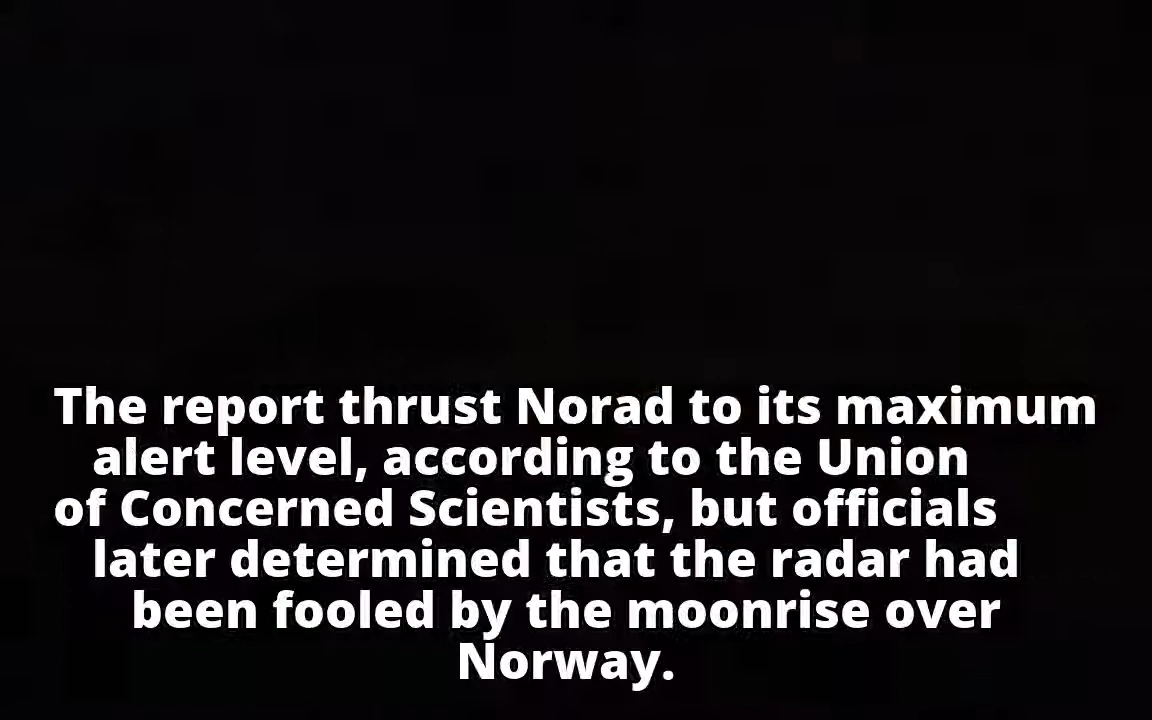 The report thrust Norad to its maximum
alert level, according to the Union
of Concerned Scientists, but officials
later determined that the radar had
been fooled by the moonrise over
Norway.